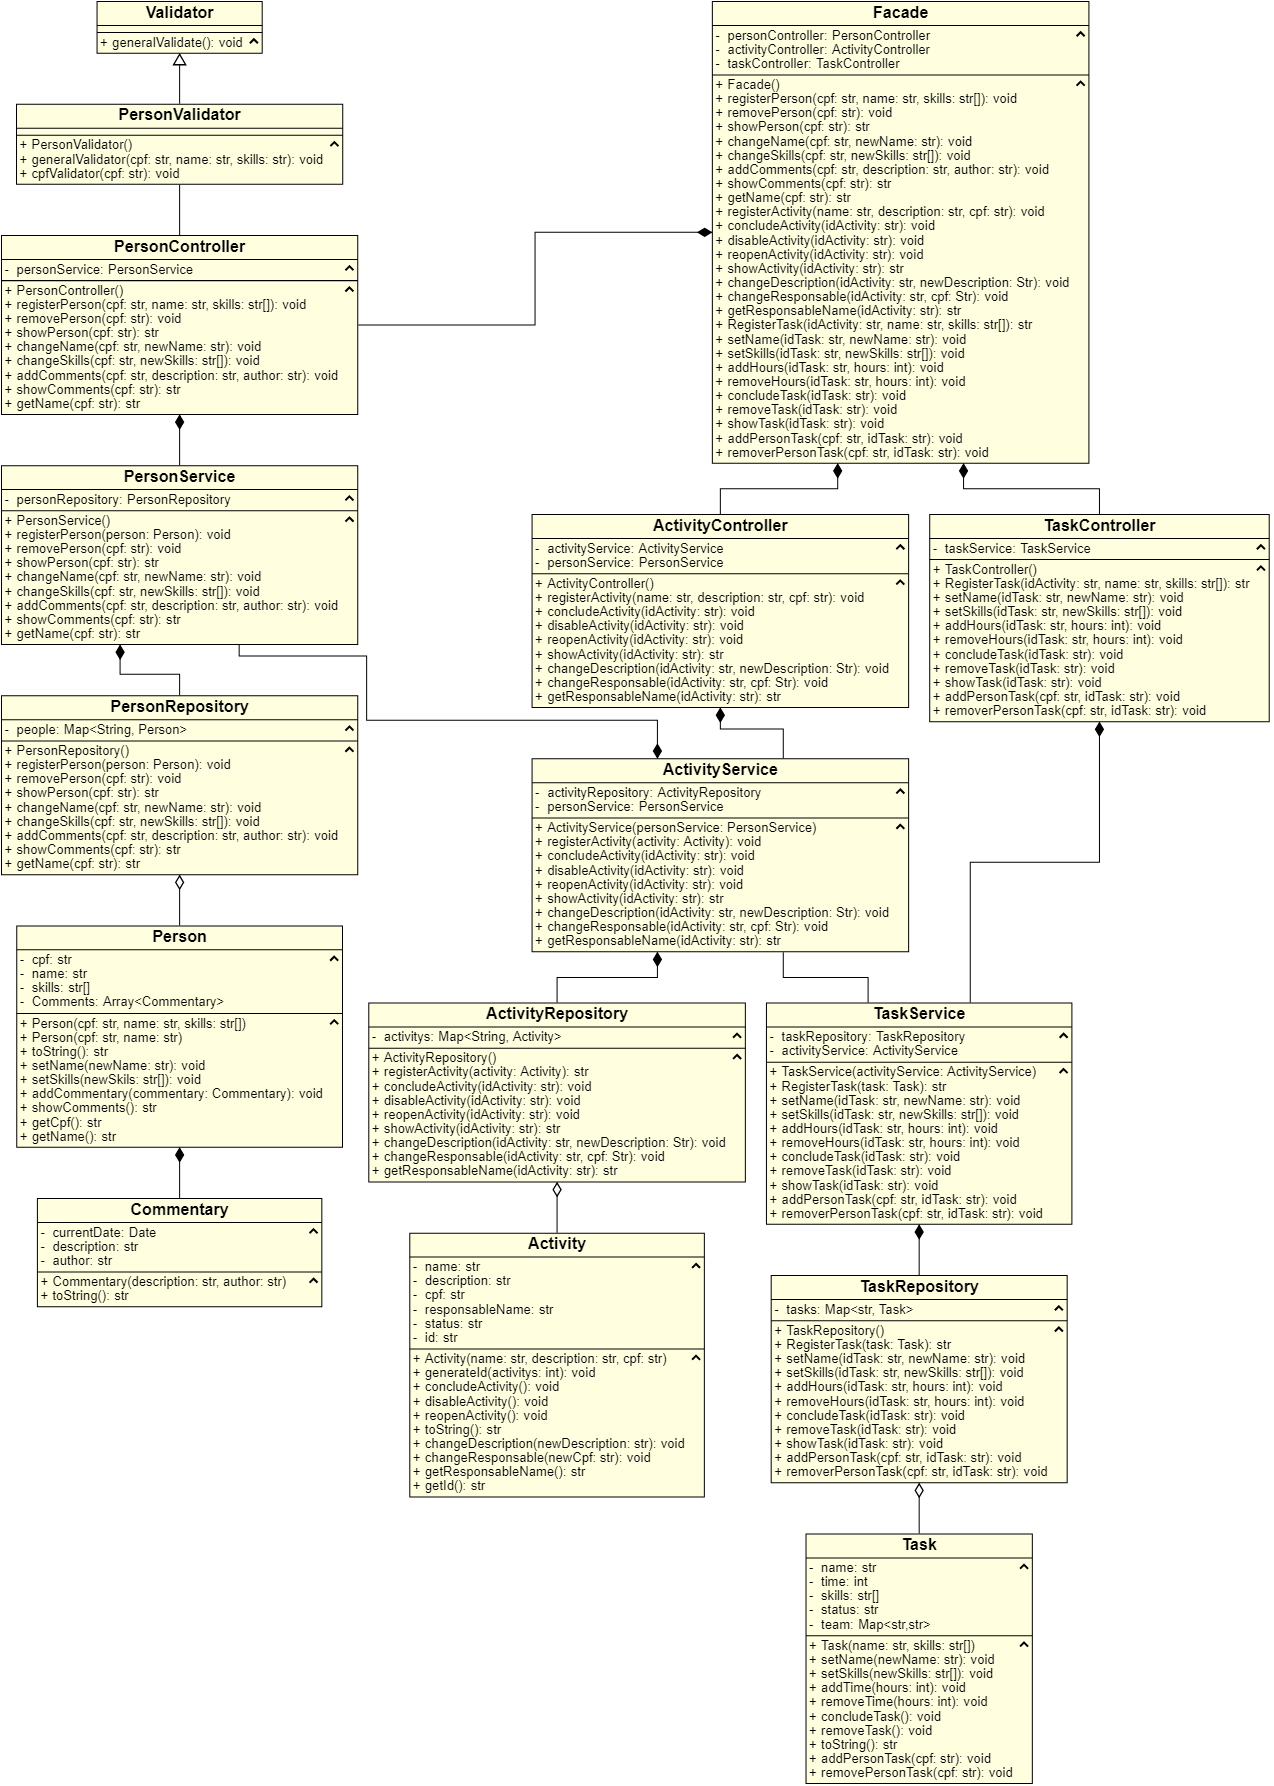 Validator
+ generalValidate(): void
PersonValidator
+ PersonValidator()
+ generalValidator(cpf: str, name: str, skills: str): void
+ cpfValidator(cpf: str): void
PersonController
- personService: PersonService
+ PersonController()
+ registerPerson(cpf: str, name: str, skills: str[]): void
+ removePerson(cpf: str): void
+ showPerson(cpf: str): str
+ changeName(cpf: str, newName: str): void
+ changeSkills(cpf: str, newSkills: str[]): void
+ addComments(cpf: str, description: str, author: str): void
+ showComments(cpf: str): str
+ getName(cpf: str): str
PersonService
- personRepository: PersonRepository
+ PersonService()
+ registerPerson(person: Person): void
+ removePerson(cpf: str): void
+ showPerson(cpf: str): str
+ changeName(cpf: str, newName: str): void
+ changeSkills(cpf: str, newSkills: str[]): void
+ addComments(cpf: str, description: str, author: str): void
+ showComments(cpf: str): str
+ getName(cpf: str): str
PersonRepository
- people: Map<String, Person>
+ PersonRepository()
+ registerPerson(person: Person): void
+ removePerson(cpf: str): void
+ showPerson(cpf: str): str
+ changeName(cpf: str, newName: str): void
+ changeSkills(cpf: str, newSkills: str[]): void
+ addComments(cpf: str, description: str, author: str): void
+ showComments(cpf: str): str
+ getName(cpf: str): str
Person
- cpf: str
- name: str
- skills: str[]
- Comments: Array<Commentary>
+ Person(cpf: str, name: str, skills: str[])
+ Person(cpf: str, name: str)
+ toString(): str
+ setName(newName: str): void
+ setSkills(newSkils: str[]): void
+ addCommentary(commentary: Commentary): void
+ showComments(): str
+ getCpf(): str
+ getName(): str
Commentary
- currentDate: Date
- description: str
- author: str
+ Commentary(description: str, author: str)
+ toString(): str
Facade
- personController: PersonController
- activityController: ActivityController
- taskController: TaskController
+ Facade()
+ registerPerson(cpf: str, name: str, skills: str[]): void
+ removePerson(cpf: str): void
+ showPerson(cpf: str): str
+ changeName(cpf: str, newName: str): void
+ changeSkills(cpf: str, newSkills: str[]): void
+ addComments(cpf: str, description: str, author: str): void
+ showComments(cpf: str): str
+ getName(cpf: str): str
+ registerActivity(name: str, description: str, cpf: str): void
+ concludeActivity(idActivity: str): void
+ disableActivity(idActivity: str): void
+ reopenActivity(idActivity: str): void
+ showActivity(idActivity: str): str
+ changeDescription(idActivity: str, newDescription: Str): void
+ changeResponsable(idActivity: str, cpf: Str): void
+ getResponsableName(idActivity: str): str
+ RegisterTask(idActivity: str, name: str, skills: str[]): str
+ setName(idTask: str, newName: str): void
+ setSkills(idTask: str, newSkills: str[]): void
+ addHours(idTask: str, hours: int): void
+ removeHours(idTask: str, hours: int): void
+ concludeTask(idTask: str): void
+ removeTask(idTask: str): void
+ showTask(idTask: str): void
+ addPersonTask(cpf: str, idTask: str): void
+ removerPersonTask(cpf: str, idTask: str): void
ActivityController
- activityService: ActivityService
- personService: PersonService
+ ActivityController()
+ registerActivity(name: str, description: str, cpf: str): void
+ concludeActivity(idActivity: str): void
+ disableActivity(idActivity: str): void
+ reopenActivity(idActivity: str): void
+ showActivity(idActivity: str): str
+ changeDescription(idActivity: str, newDescription: Str): void
+ changeResponsable(idActivity: str, cpf: Str): void
+ getResponsableName(idActivity: str): str
TaskController
- taskService: TaskService
+ TaskController()
+ RegisterTask(idActivity: str, name: str, skills: str[]): str
+ setName(idTask: str, newName: str): void
+ setSkills(idTask: str, newSkills: str[]): void
+ addHours(idTask: str, hours: int): void
+ removeHours(idTask: str, hours: int): void
+ concludeTask(idTask: str): void
+ removeTask(idTask: str): void
+ showTask(idTask: str): void
+ addPersonTask(cpf: str, idTask: str): void
+ removerPersonTask(cpf: str, idTask: str): void
ActivityService
- activityRepository: ActivityRepository
- personService: PersonService
+ ActivityService(personService: PersonService)
+ registerActivity(activity: Activity): void
+ concludeActivity(idActivity: str): void
+ disableActivity(idActivity: str): void
+ reopenActivity(idActivity: str): void
+ showActivity(idActivity: str): str
+ changeDescription(idActivity: str, newDescription: Str): void
+ changeResponsable(idActivity: str, cpf: Str): void
+ getResponsableName(idActivity: str): str
ActivityRepository
- activitys: Map<String, Activity>
+ ActivityRepository()
+ registerActivity(activity: Activity): str
+ concludeActivity(idActivity: str): void
+ disableActivity(idActivity: str): void
+ reopenActivity(idActivity: str): void
+ showActivity(idActivity: str): str
+ changeDescription(idActivity: str, newDescription: Str): void
+ changeResponsable(idActivity: str, cpf: Str): void
+ getResponsableName(idActivity: str): str
Activity
- name: str
- description: str
- cpf: str
- responsableName: str
- status: str
- id: str
+ Activity(name: str, description: str, cpf: str)
+ generateId(activitys: int): void
+ concludeActivity(): void
+ disableActivity(): void
+ reopenActivity(): void
+ toString(): str
+ changeDescription(newDescription: str): void
+ changeResponsable(newCpf: str): void
+ getResponsableName(): str
+ getId(): str
TaskService
- taskRepository: TaskRepository
- activityService: ActivityService
+ TaskService(activityService: ActivityService)
+ RegisterTask(task: Task): str
+ setName(idTask: str, newName: str): void
+ setSkills(idTask: str, newSkills: str[]): void
+ addHours(idTask: str, hours: int): void
+ removeHours(idTask: str, hours: int): void
+ concludeTask(idTask: str): void
+ removeTask(idTask: str): void
+ showTask(idTask: str): void
+ addPersonTask(cpf: str, idTask: str): void
+ removerPersonTask(cpf: str, idTask: str): void
TaskRepository
- tasks: Map<str, Task>
+ TaskRepository()
+ RegisterTask(task: Task): str
+ setName(idTask: str, newName: str): void
+ setSkills(idTask: str, newSkills: str[]): void
+ addHours(idTask: str, hours: int): void
+ removeHours(idTask: str, hours: int): void
+ concludeTask(idTask: str): void
+ removeTask(idTask: str): void
+ showTask(idTask: str): void
+ addPersonTask(cpf: str, idTask: str): void
+ removerPersonTask(cpf: str, idTask: str): void
Task
- name: str
- time: int
- skills: str[]
- status: str
- team: Map<str,str>
+ Task(name: str, skills: str[])
+ setName(newName: str): void
+ setSkills(newSkills: str[]): void
+ addTime(hours: int): void
+ removeTime(hours: int): void
+ concludeTask(): void
+ removeTask(): void
+ toString(): str
+ addPersonTask(cpf: str): void
+ removePersonTask(cpf: str): void